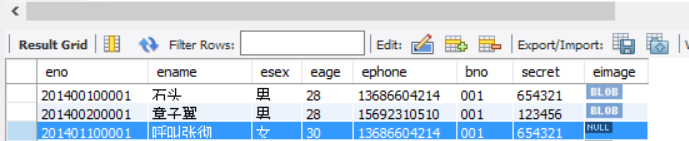 Result Grid Filter Rows: Edit: Export/Import:
eno ename esex eage ephone bno secret eimage
201400100001 石头 男 28 13686604214 001 654321 BLOB
201400200001 章子翼 男 28 15692310510 001 123456 BLOB
201401100001 呼叫张彻 女 30 13686604214 001 654321 NULL